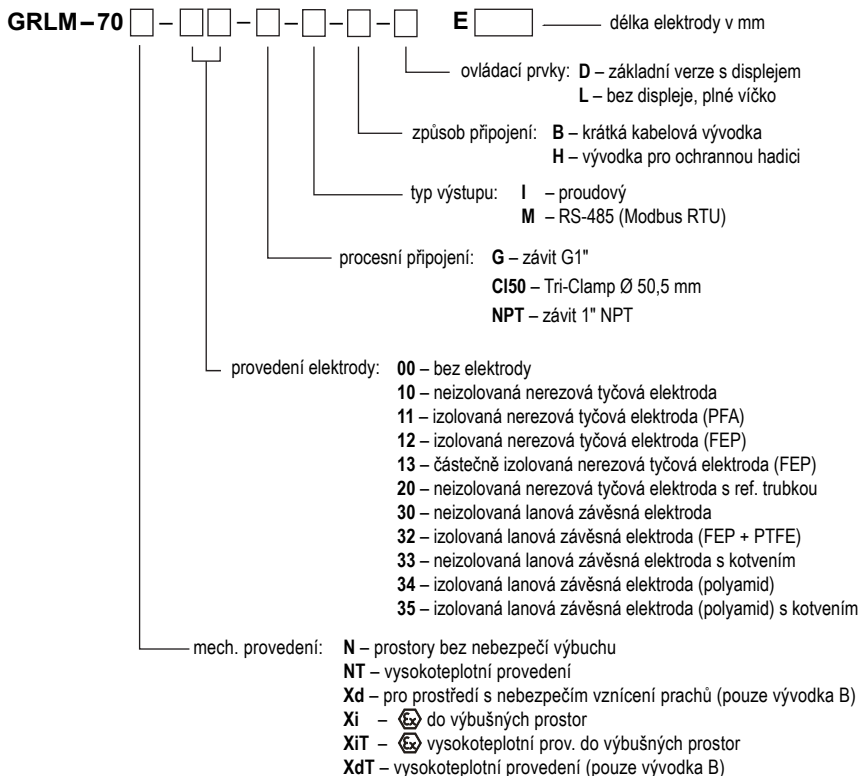 GRLM–70 – – – – – E délka elektrody v mm
ovládací prvky: D – základní verze s displejem
L – bez displeje, plné víčko
způsob připojení: B – krátká kabelová vývodka
H – vývodka pro ochrannou hadici
typ výstupu: I – proudový
M – RS-485 (Modbus RTU)
procesní připojení: G – závit G1"
Cl50 – Tri-Clamp Ø 50,5 mm
NPT – závit 1" NPT
provedení elektrody: 00 – bez elektrody
10 – neizolovaná nerezová tyčová elektroda
11 – izolovaná nerezová tyčová elektroda (PFA)
12 – izolovaná nerezová tyčová elektroda (FEP)
13 – částečně izolovaná nerezová tyčová elektroda (FEP)
20 – neizolovaná nerezová tyčová elektroda s ref. trubkou
30 – neizolovaná lanová závěsná elektroda
32 – izolovaná lanová závěsná elektroda (FEP + PTFE)
33 – neizolovaná lanová závěsná elektroda s kotvením
34 – izolovaná lanová závěsná elektroda (polyamid)
35 – izolovaná lanová závěsná elektroda (polyamid) s kotvením
mech. provedení: N – prostory bez nebezpečí výbuchu
NT – vysokoteplotní provedení
Xd – pro prostředí s nebezpečím vznícení prachů (pouze vývodka B)
Xi – Ex do výbušných prostor
XiT – Ex vysokoteplotní prov. do výbušných prostor
XdT – vysokoteplotní provedení (pouze vývodka B)